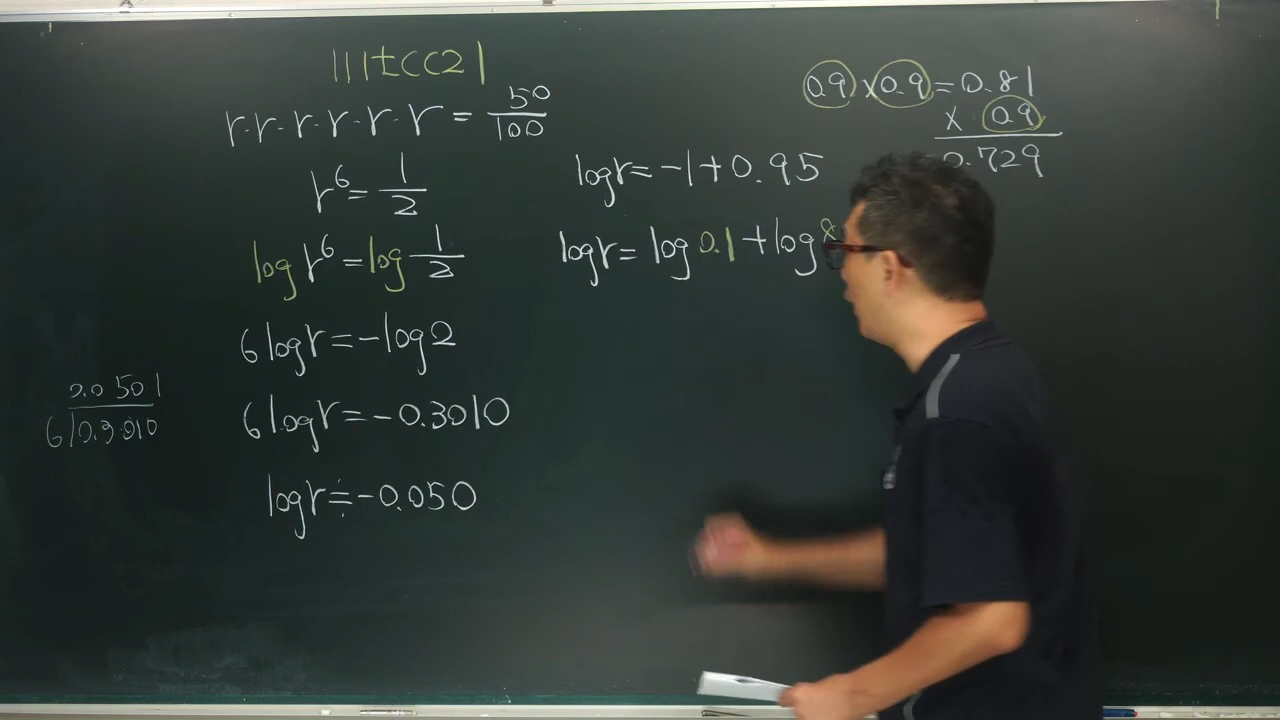 111tcc21
r·r·r·r·r·r = 50/100
r⁶ = 1/2
log r⁶ = log 1/2
6 log r = -log 2
6 log r = -0.3010
log r ≒ -0.050
0.0501
6)0.3010
log r = -1 + 0.95
log r = log 0.1 + log 8
0.9 × 0.9 = 0.81
× 0.9
0.729